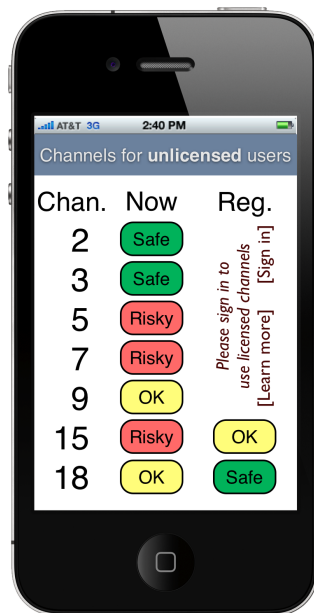 AT&T 3G 2:40 PM
Channels for unlicensed users
Chan. Now Reg.
2 Safe
3 Safe
5 Risky
7 Risky
9 OK
15 Risky OK
18 OK Safe
Please sign in to
use licensed channels
[Learn more] [Sign in]